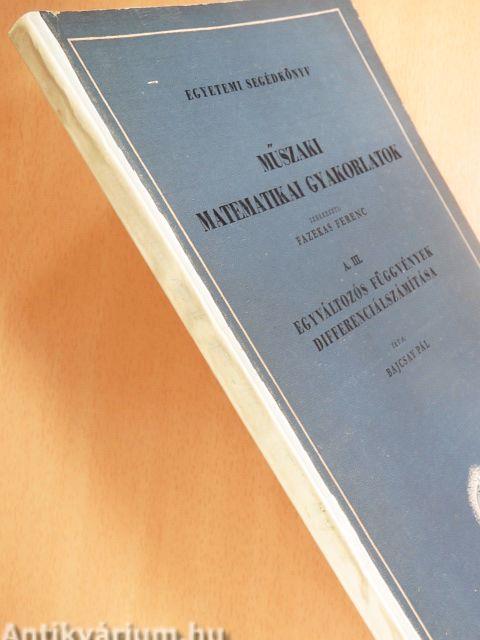 EGYETEMI SEGÉDKÖNYV
MŰSZAKI
MATEMATIKAI GYAKORLATOK
SZERKESZTI:
FAZEKAS FERENC
A. III.
EGYVÁLTOZÓS FÜGGVÉNYEK
DIFFERENCIÁLSZÁMÍTÁSA
ÍRTA
BAJCSAY PÁL
Antikvárium.hu